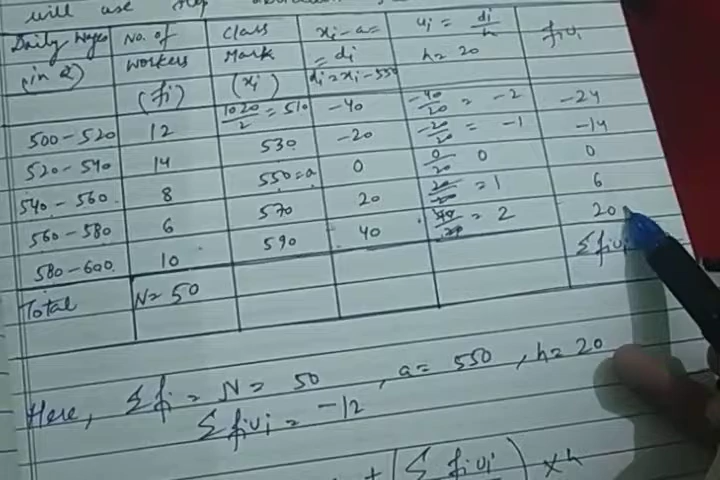 will use step
Daily Wages (in ₹) No. of workers (fi) Class Mark (xi) xi - a = di di = xi - 550 ui = di/h h = 20 fiui
500 - 520 12 1020/2 = 510 -40 -40/20 = -2 -24
520 - 540 14 530 -20 -20/20 = -1 -14
540 - 560 8 550 = a 0 0/20 0 0
560 - 580 6 570 20 20/20 = 1 6
580 - 600 10 590 40 40/20 = 2 20
Total N = 50 Σfiui
Here, Σfi = N = 50 , a = 550 , h = 20
Σfiui = -12
+ (Σfiui) × h